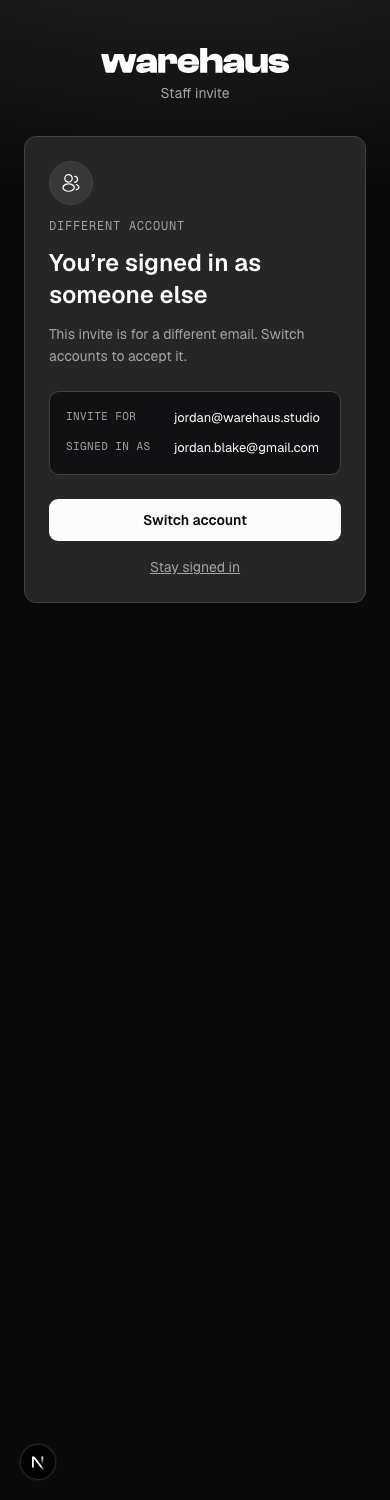 warehaus
Staff invite
DIFFERENT ACCOUNT
You’re signed in as
someone else
This invite is for a different email. Switch
accounts to accept it.
INVITE FOR jordan@warehaus.studio
SIGNED IN AS jordan.blake@gmail.com
Switch account
Stay signed in
N